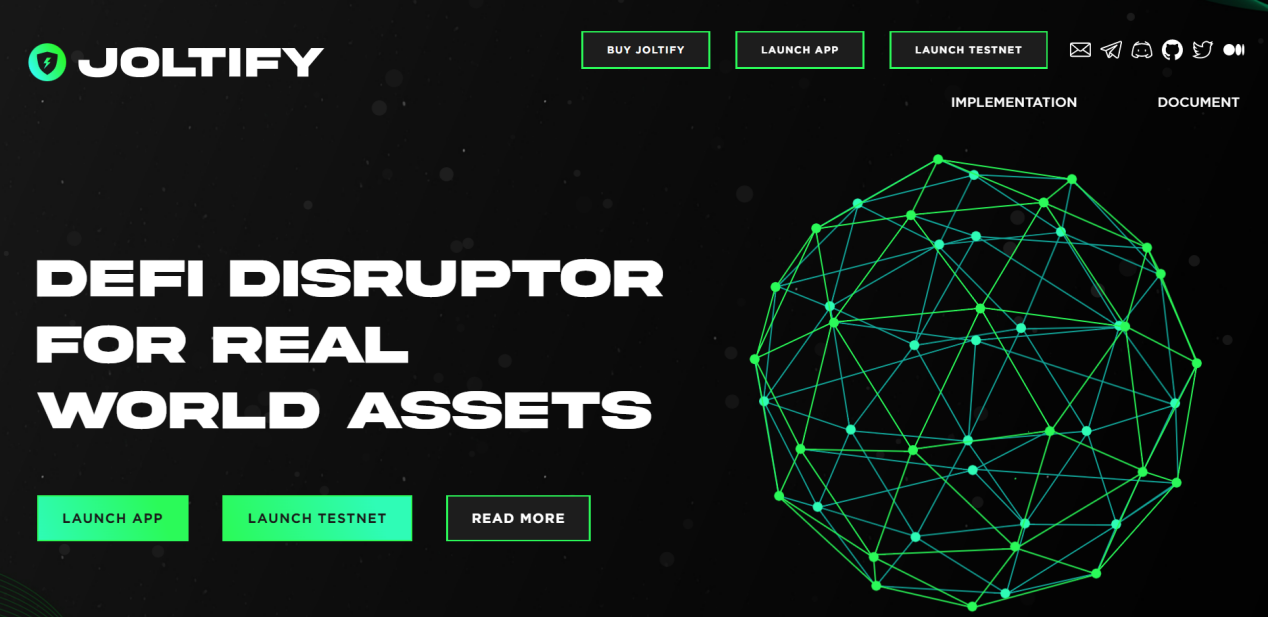 JOLTIFY
BUY JOLTIFY
LAUNCH APP
LAUNCH TESTNET
IMPLEMENTATION
DOCUMENT
DEFI DISRUPTOR
FOR REAL
WORLD ASSETS
LAUNCH APP
LAUNCH TESTNET
READ MORE